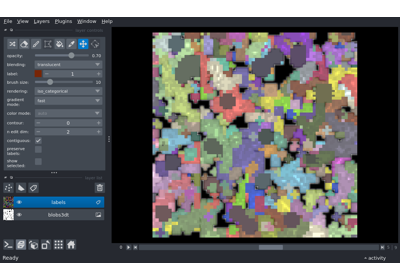 File View Layers Plugins Window Help
opacity: 0.70
blending: translucent
label: 1
brush size: 10
rendering: iso_categorical
gradient mode: fast
color mode:
contour: 0
n edit dim: 2
contiguous:
preserve labels:
show selected:
labels
blobs3dt
Ready
activity